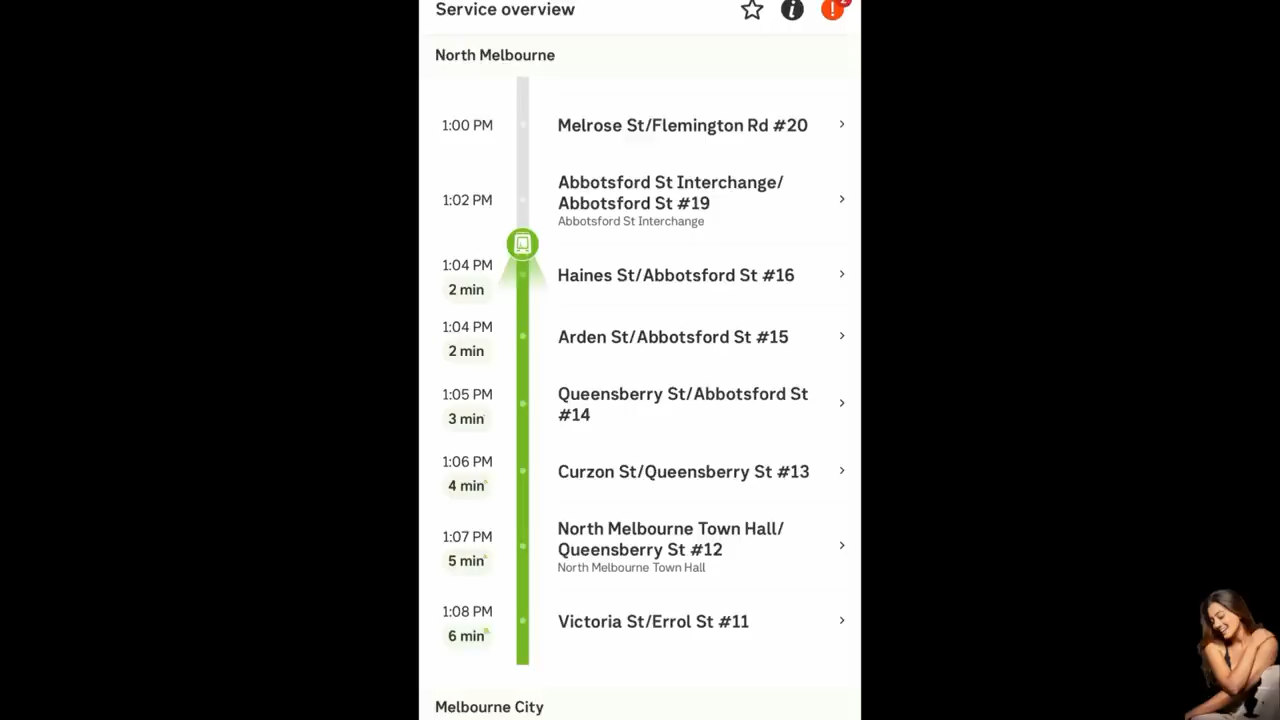 Service overview
North Melbourne
1:00 PM
Melrose St/Flemington Rd #20
1:02 PM
Abbotsford St Interchange/
Abbotsford St #19
Abbotsford St Interchange
1:04 PM
2 min
Haines St/Abbotsford St #16
1:04 PM
2 min
Arden St/Abbotsford St #15
1:05 PM
3 min
Queensberry St/Abbotsford St
#14
1:06 PM
4 min
Curzon St/Queensberry St #13
1:07 PM
5 min
North Melbourne Town Hall/
Queensberry St #12
North Melbourne Town Hall
1:08 PM
6 min
Victoria St/Errol St #11
Melbourne City